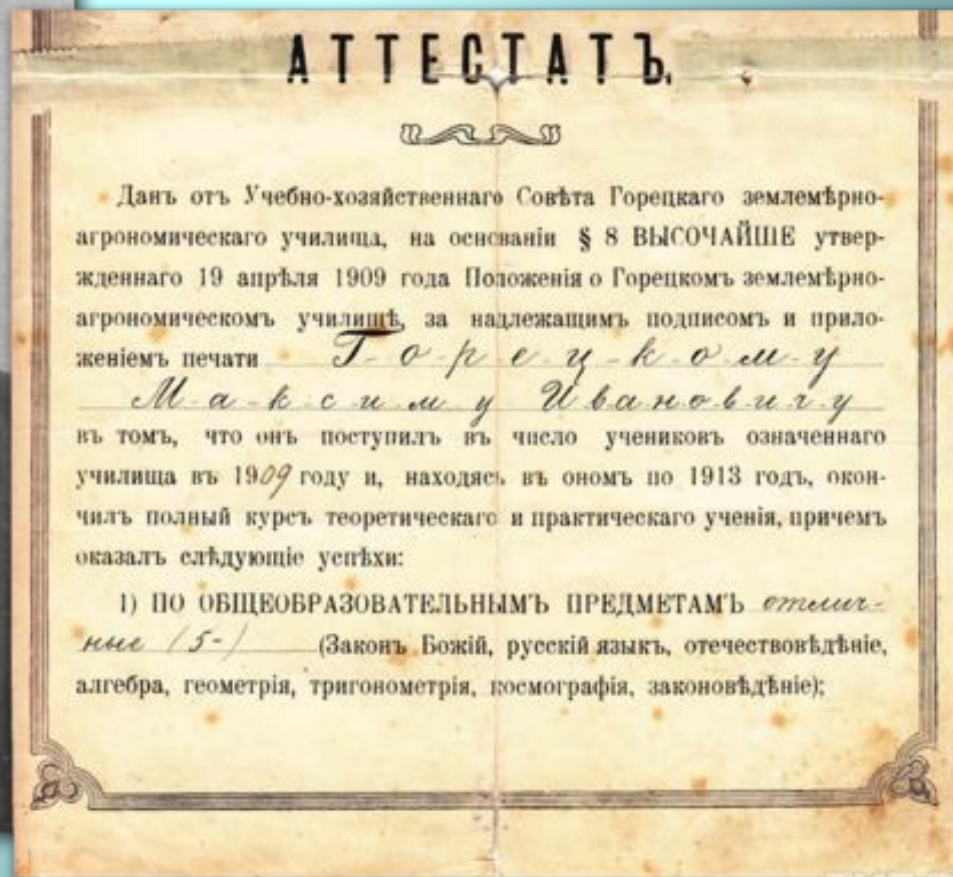 АТТЕСТАТЪ.
Данъ отъ Учебно-хозяйственнаго Совѣта Горецкаго землемѣрно-
агрономическаго училища, на основаніи § 8 ВЫСОЧАЙШЕ утвер-
жденнаго 19 апрѣля 1909 года Положенія о Горецкомъ землемѣрно-
агрономическомъ училищѣ, за надлежащимъ подписомъ и прило-
женіемъ печати Г-о-р-е-ц-к-о-м-у
М-а-к-с-и-м-у Ивановичу
въ томъ, что онъ поступилъ въ число учениковъ означеннаго
училища въ 1909 году и, находясь въ ономъ по 1913 годъ, окон-
чилъ полный курсъ теоретическаго и практическаго ученія, причемъ
оказалъ слѣдующіе успѣхи:
1) ПО ОБЩЕОБРАЗОВАТЕЛЬНЫМЪ ПРЕДМЕТАМЪ отлич-
ные (5-) (Законъ Божій, русскій языкъ, отечествовѣдѣніе,
алгебра, геометрія, тригонометрія, космографія, законовѣдѣніе);